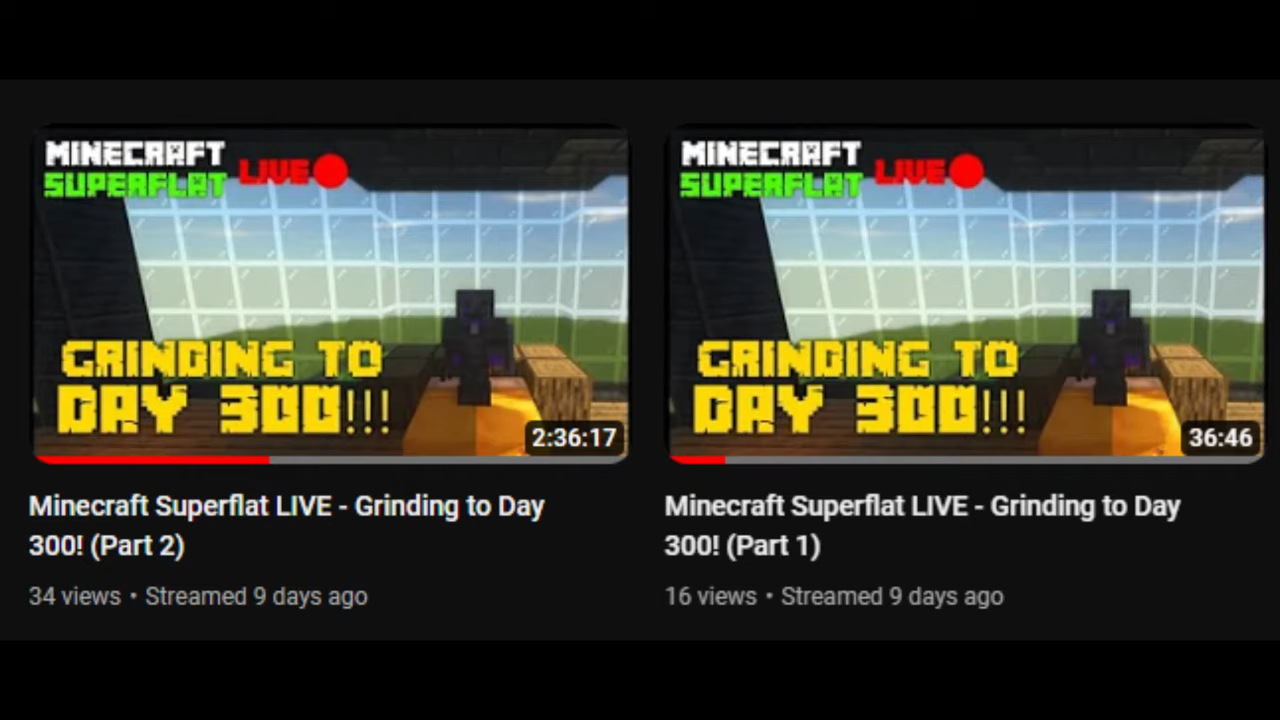 MINECRAFT
SUPERFLAT LIVE
GRINDING TO
DAY 300!!!
2:36:17
Minecraft Superflat LIVE - Grinding to Day
300! (Part 2)
34 views • Streamed 9 days ago
MINECRAFT
SUPERFLAT LIVE
GRINDING TO
DAY 300!!!
36:46
Minecraft Superflat LIVE - Grinding to Day
300! (Part 1)
16 views • Streamed 9 days ago